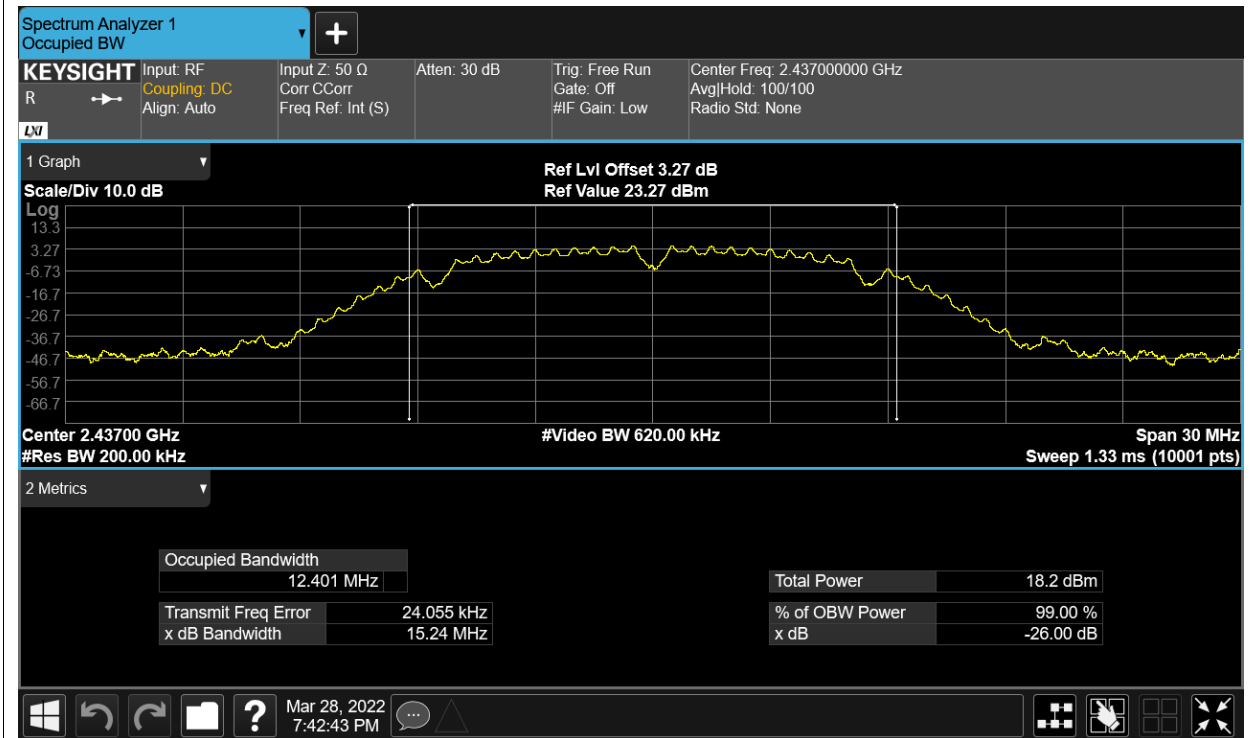 Spectrum Analyzer 1
Occupied BW
KEYSIGHT
R
LXI
Input: RF
Coupling: DC
Align: Auto
Input Z: 50 Ω
Corr CCorr
Freq Ref: Int (S)
Atten: 30 dB
Trig: Free Run
Gate: Off
#IF Gain: Low
Center Freq: 2.437000000 GHz
Avg|Hold: 100/100
Radio Std: None
1 Graph
Scale/Div 10.0 dB
Ref Lvl Offset 3.27 dB
Ref Value 23.27 dBm
Log
13.3
3.27
-6.73
-16.7
-26.7
-36.7
-46.7
-56.7
-66.7
Center 2.43700 GHz
#Video BW 620.00 kHz
Span 30 MHz
#Res BW 200.00 kHz
Sweep 1.33 ms (10001 pts)
2 Metrics
Occupied Bandwidth
12.401 MHz
Total Power 18.2 dBm
Transmit Freq Error 24.055 kHz
% of OBW Power 99.00 %
x dB Bandwidth 15.24 MHz
x dB -26.00 dB
?
Mar 28, 2022
7:42:43 PM